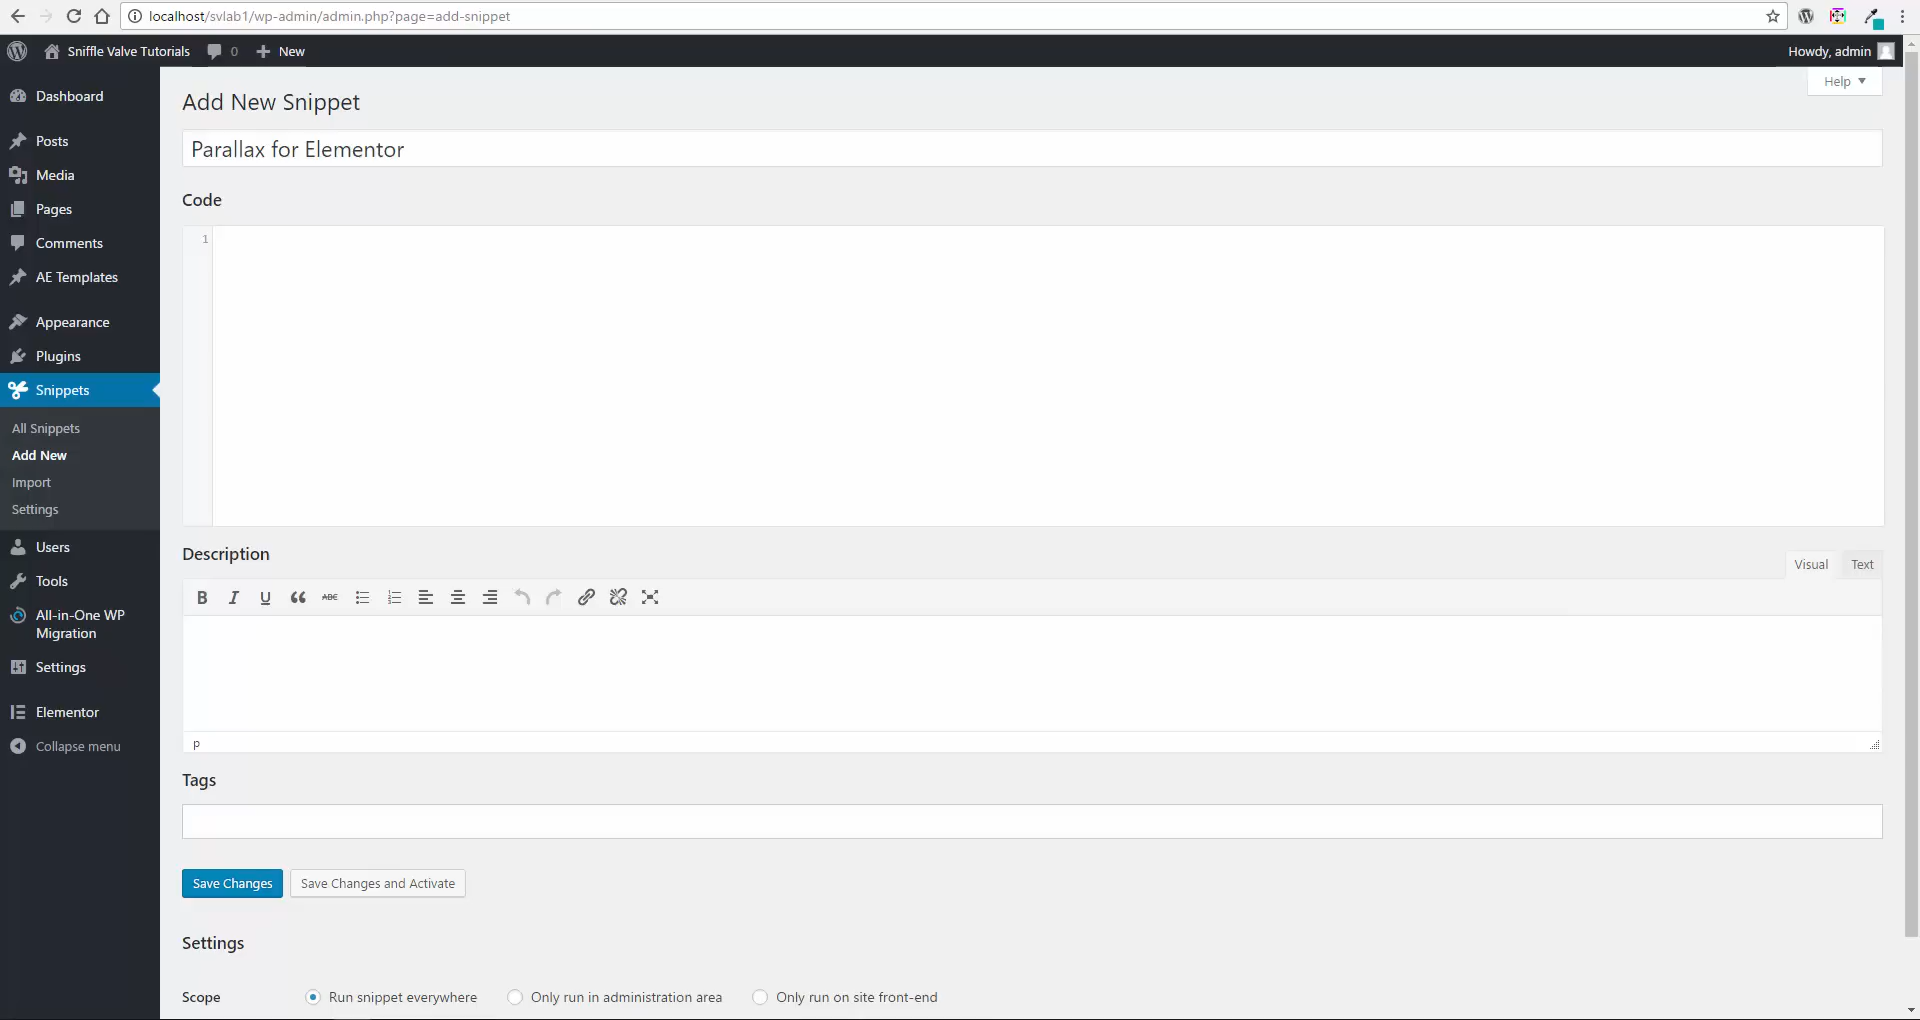 localhost/svlab1/wp-admin/admin.php?page=add-snippet
Sniffle Valve Tutorials
0
New
Howdy, admin
Help
Dashboard
Posts
Media
Pages
Comments
AE Templates
Appearance
Plugins
Snippets
All Snippets
Add New
Import
Settings
Users
Tools
All-in-One WP
Migration
Settings
Elementor
Collapse menu
Add New Snippet
Parallax for Elementor
Code
1
Description
Visual
Text
B
I
U
ABC
p
Tags
Save Changes
Save Changes and Activate
Settings
Scope
Run snippet everywhere
Only run in administration area
Only run on site front-end